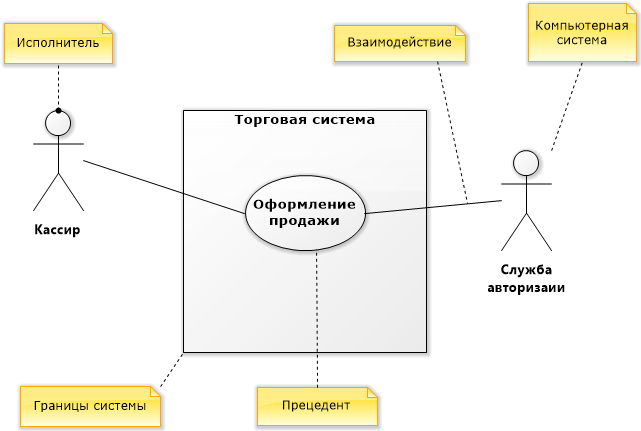 Исполнитель
Взаимодействие
Компьютерная
система
Торговая система
Оформление
продажи
Кассир
Служба
авторизаии
Границы системы
Прецедент